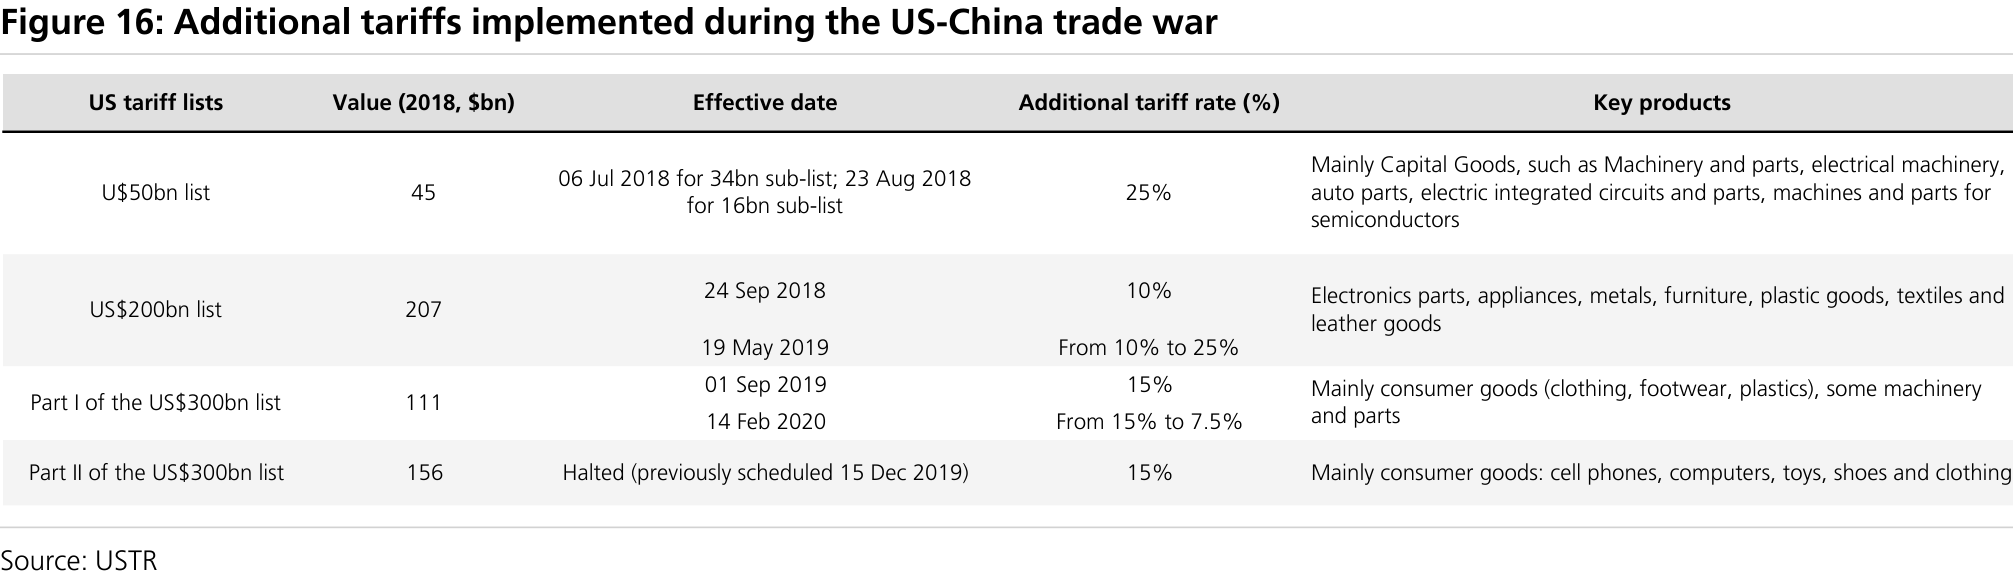 Figure 16: Additional tariffs implemented during the US-China trade war
US tariff lists
Value (2018, $bn)
Effective date
Additional tariff rate (%)
Key products
U$50bn list
45
06 Jul 2018 for 34bn sub-list; 23 Aug 2018
for 16bn sub-list
25%
Mainly Capital Goods, such as Machinery and parts, electrical machinery,
auto parts, electric integrated circuits and parts, machines and parts for
semiconductors
US$200bn list
207
24 Sep 2018
10%
19 May 2019
From 10% to 25%
Electronics parts, appliances, metals, furniture, plastic goods, textiles and
leather goods
Part I of the US$300bn list
111
01 Sep 2019
15%
14 Feb 2020
From 15% to 7.5%
Mainly consumer goods (clothing, footwear, plastics), some machinery
and parts
Part II of the US$300bn list
156
Halted (previously scheduled 15 Dec 2019)
15%
Mainly consumer goods: cell phones, computers, toys, shoes and clothing
Source: USTR